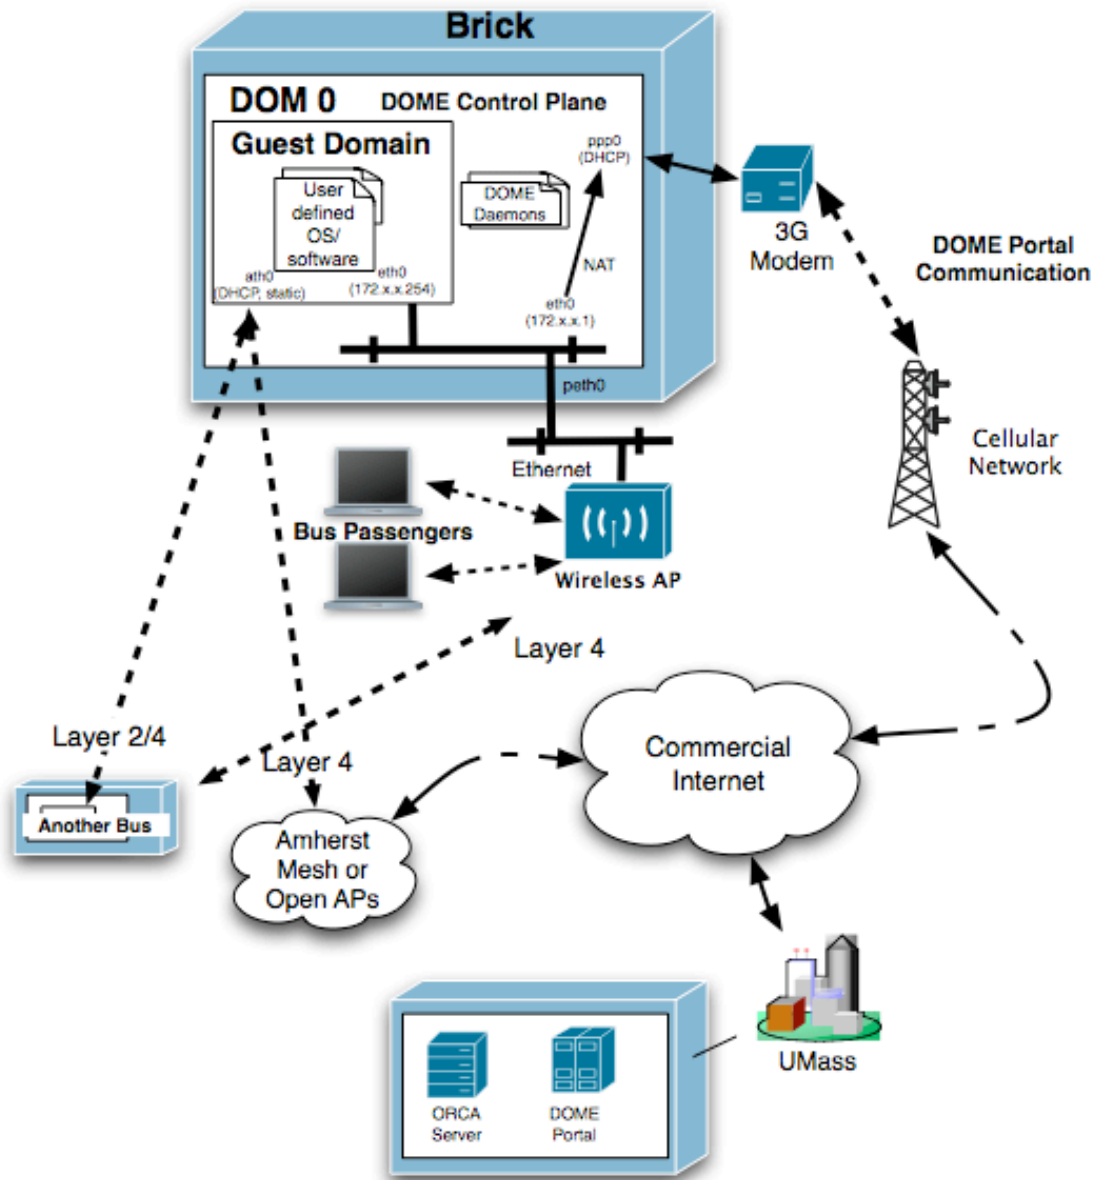 Brick
DOM 0
DOME Control Plane
Guest Domain
User
defined
OS/
software
DOME
Daemons
ppp0
(DHCP)
NAT
ath0
(DHCP, static)
eth0
(172.x.x.254)
eth0
(172.x.x.1)
peth0
3G
Modem
DOME Portal
Communication
Cellular
Network
Ethernet
Bus Passengers
Wireless AP
Layer 4
Layer 2/4
Layer 4
Another Bus
Amherst
Mesh or
Open APs
Commercial
Internet
UMass
ORCA
Server
DOME
Portal